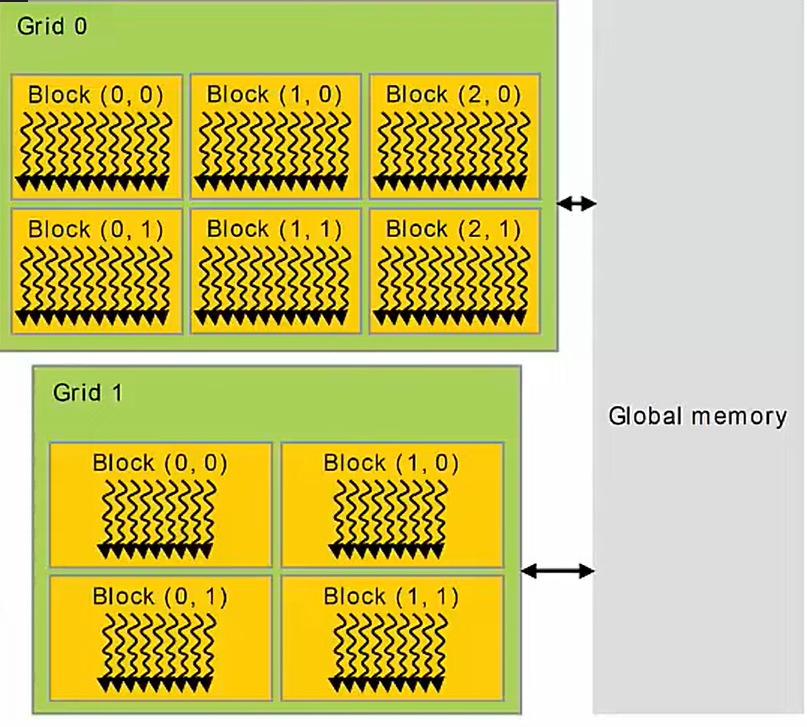 Grid 0
Block (0, 0)
Block (1, 0)
Block (2, 0)
Block (0, 1)
Block (1, 1)
Block (2, 1)
Grid 1
Block (0, 0)
Block (1, 0)
Block (0, 1)
Block (1, 1)
Global memory